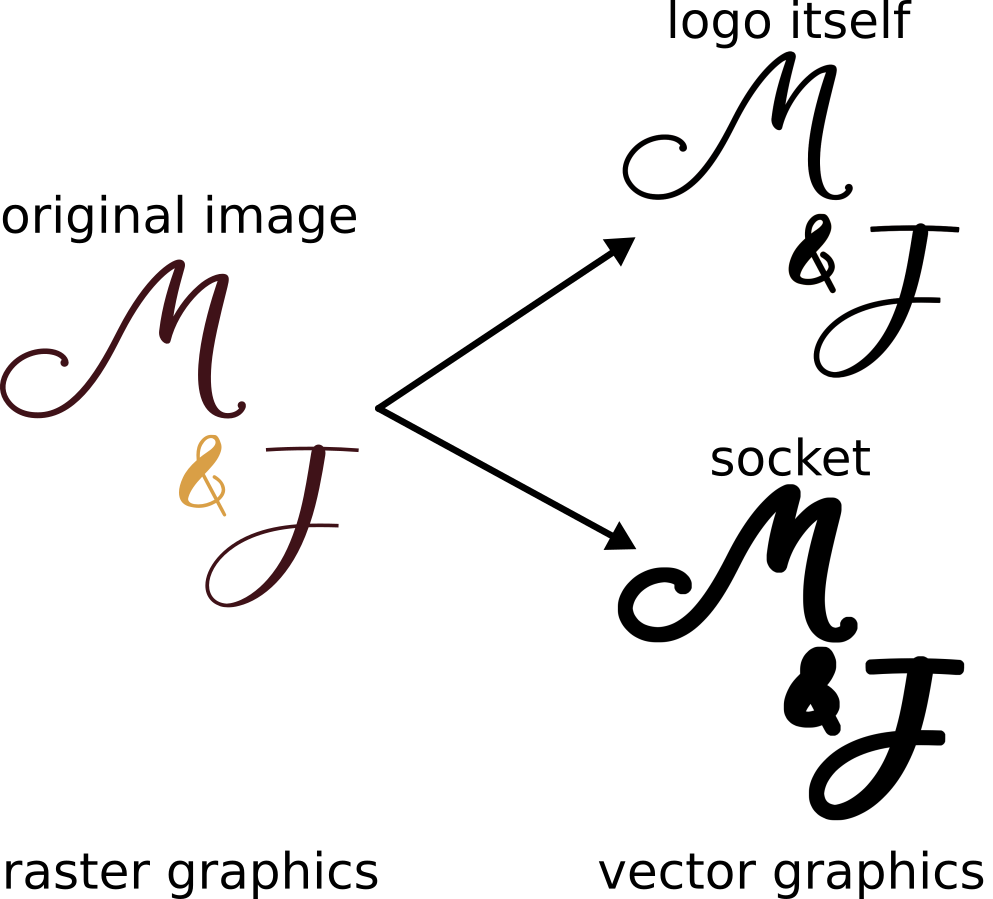 logo itself
M
& J
original image
M
& J
socket
M
& J
raster graphics
vector graphics